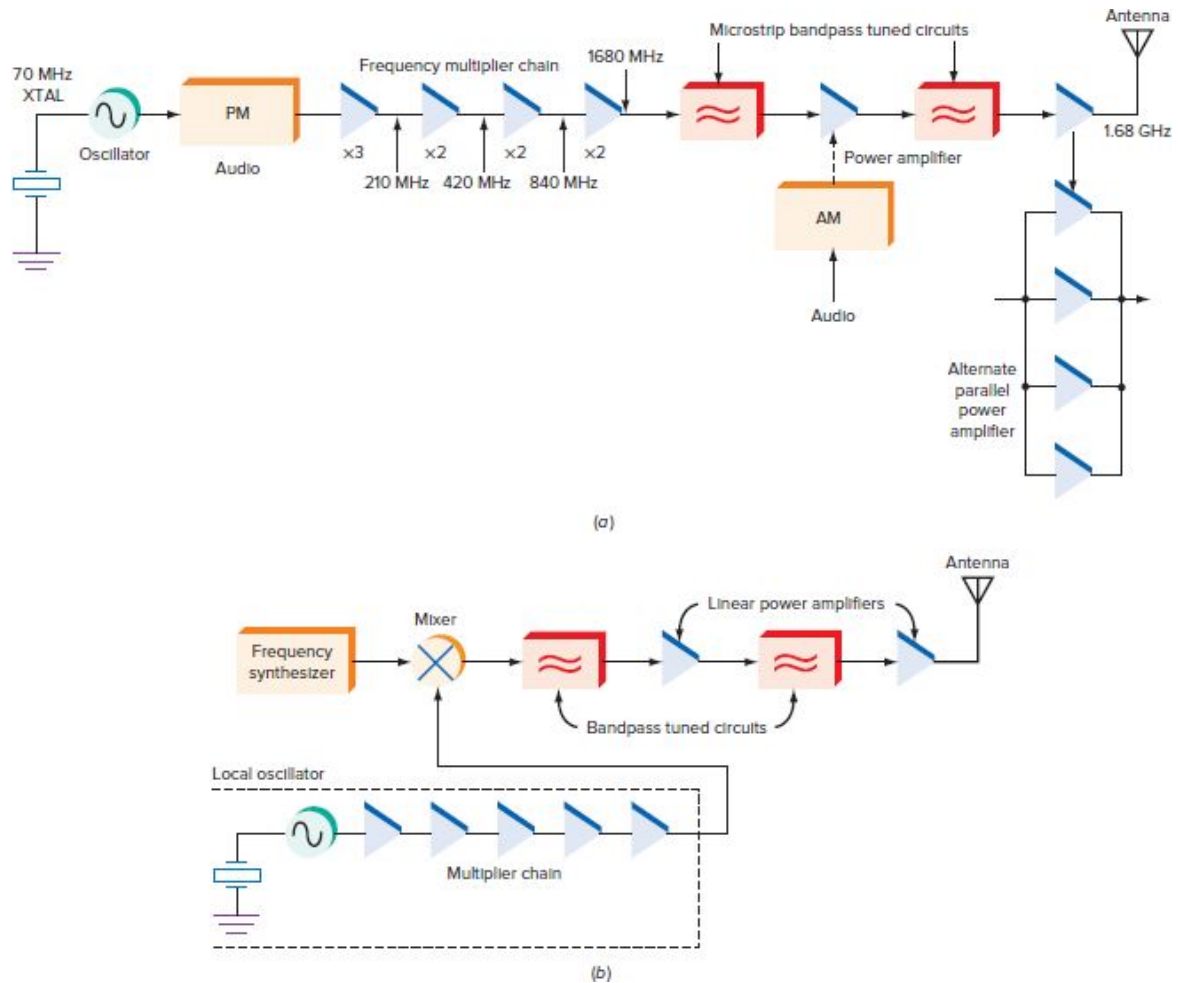 Antenna
Microstrip bandpass tuned circuits
1680 MHz
Frequency multiplier chain
70 MHz
XTAL
PM
Oscillator
Audio
×3
×2
×2
×2
210 MHz
420 MHz
840 MHz
Power amplifier
1.68 GHz
AM
Audio
Alternate
parallel
power
amplifier
(a)
Antenna
Linear power amplifiers
Mixer
Frequency
synthesizer
Bandpass tuned circuits
Local oscillator
Multiplier chain
(b)